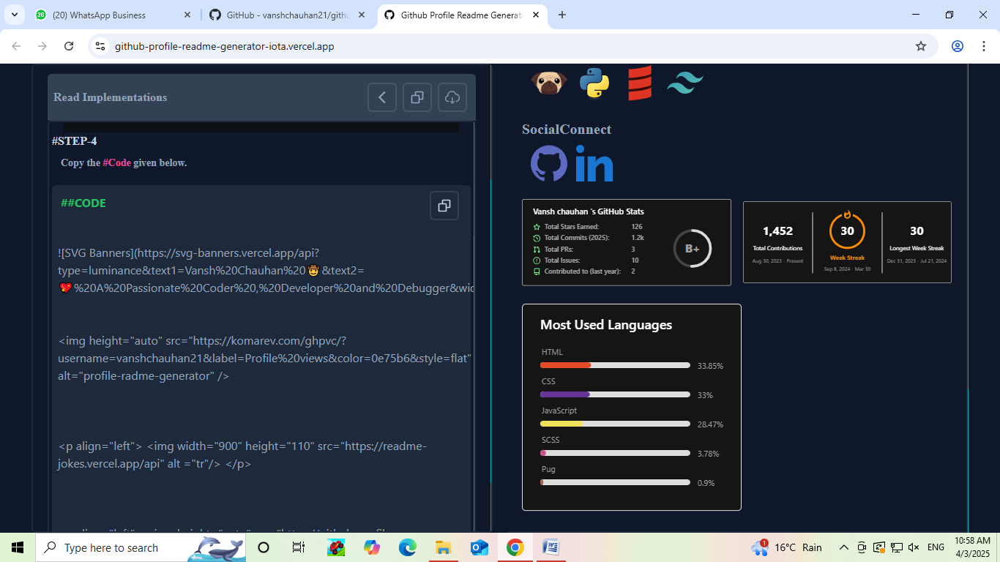 (20) WhatsApp Business
GitHub - vanshchauhan21/githu
Github Profile Readme Generator
github-profile-readme-generator-iota.vercel.app
Read Implementations
#STEP-4
Copy the #Code given below.
##CODE
![SVG Banners](https://svg-banners.vercel.app/api?
type=luminance&text1=Vansh%20Chauhan%20🤠&text2=
💖%20A%20Passionate%20Coder%20,%20Developer%20and%20Debugger&wid
<img height="auto" src="https://komarev.com/ghpvc/?
username=vanshchauhan21&label=Profile%20views&color=0e75b6&style=flat"
alt="profile-radme-generator" />
<p align="left"> <img width="900" height="110" src="https://readme-
jokes.vercel.app/api" alt ="tr"/> </p>
SocialConnect
in
Vansh chauhan 's GitHub Stats
Total Stars Earned: 126
Total Commits (2025): 1.2k
Total PRs: 3
Total Issues: 10
Contributed to (last year): 2
B+
1,452
Total Contributions
Aug 30, 2023 - Present
30
Week Streak
Sep 8, 2024 - Mar 30
30
Longest Week Streak
Dec 31, 2023 - Jul 21, 2024
Most Used Languages
HTML
33.85%
CSS
33%
JavaScript
28.47%
SCSS
3.78%
Pug
0.9%
Type here to search
1
16°C Rain
ENG
10:58 AM
4/3/2025